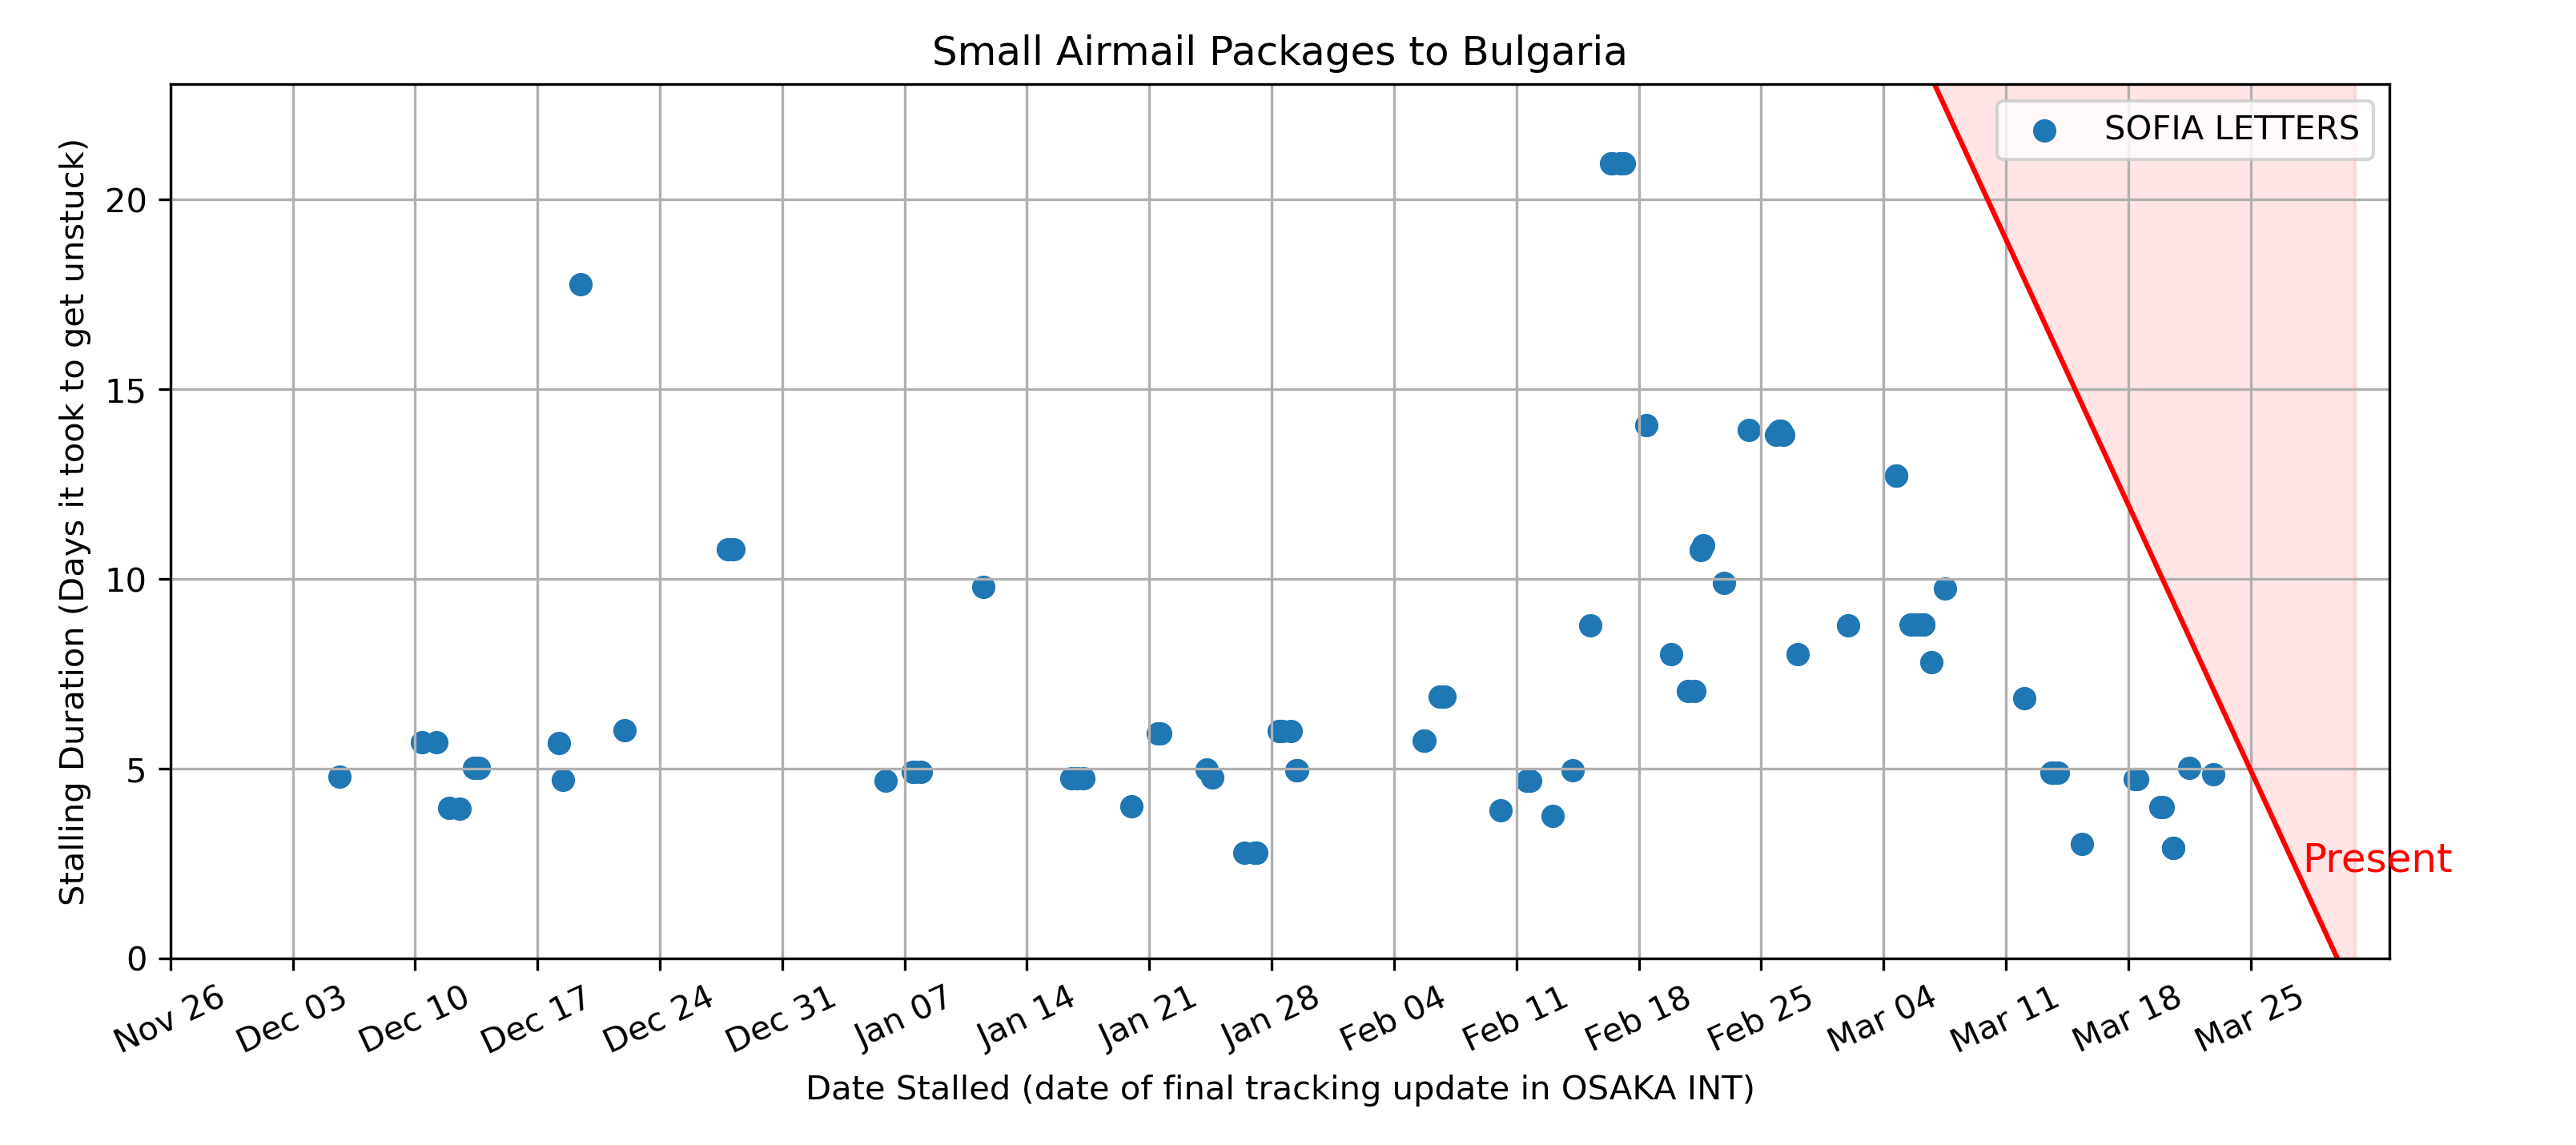 Small Airmail Packages to Bulgaria
SOFIA LETTERS
Stalling Duration (Days it took to get unstuck)
20
15
10
5
0
Present
Nov 26
Dec 03
Dec 10
Dec 17
Dec 24
Dec 31
Jan 07
Jan 14
Jan 21
Jan 28
Feb 04
Feb 11
Feb 18
Feb 25
Mar 04
Mar 11
Mar 18
Mar 25
Date Stalled (date of final tracking update in OSAKA INT)